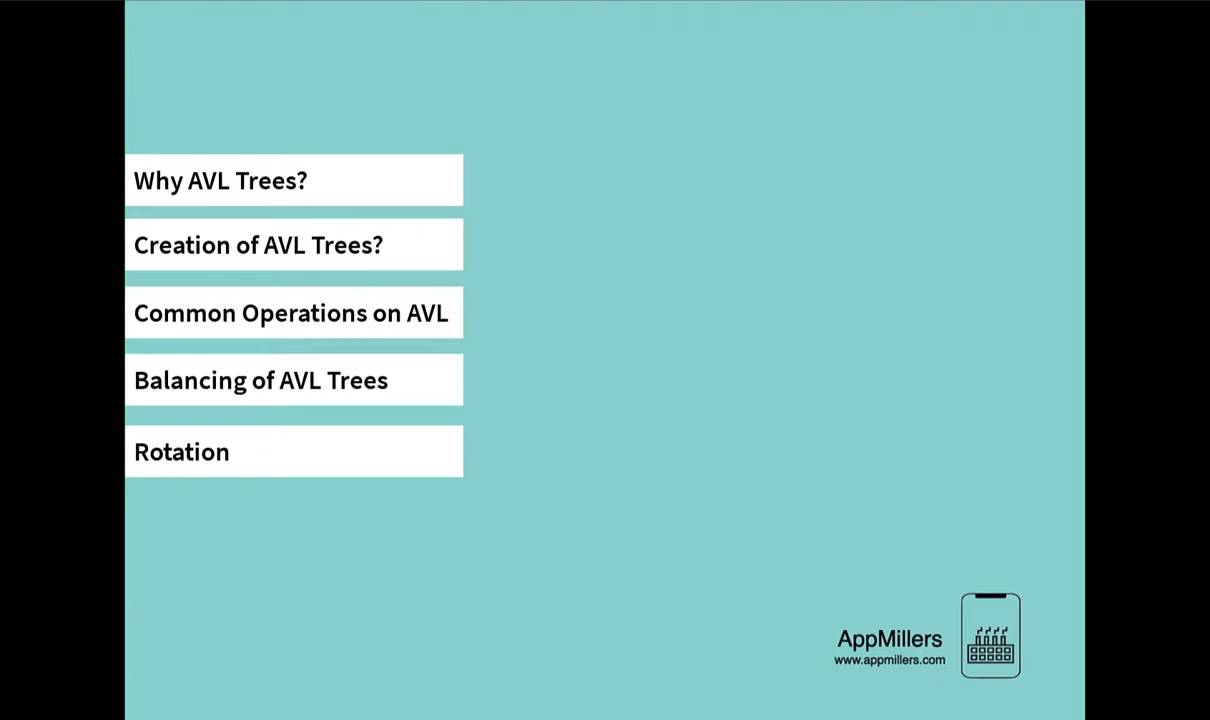 Why AVL Trees?
Creation of AVL Trees?
Common Operations on AVL
Balancing of AVL Trees
Rotation
AppMillers
www.appmillers.com